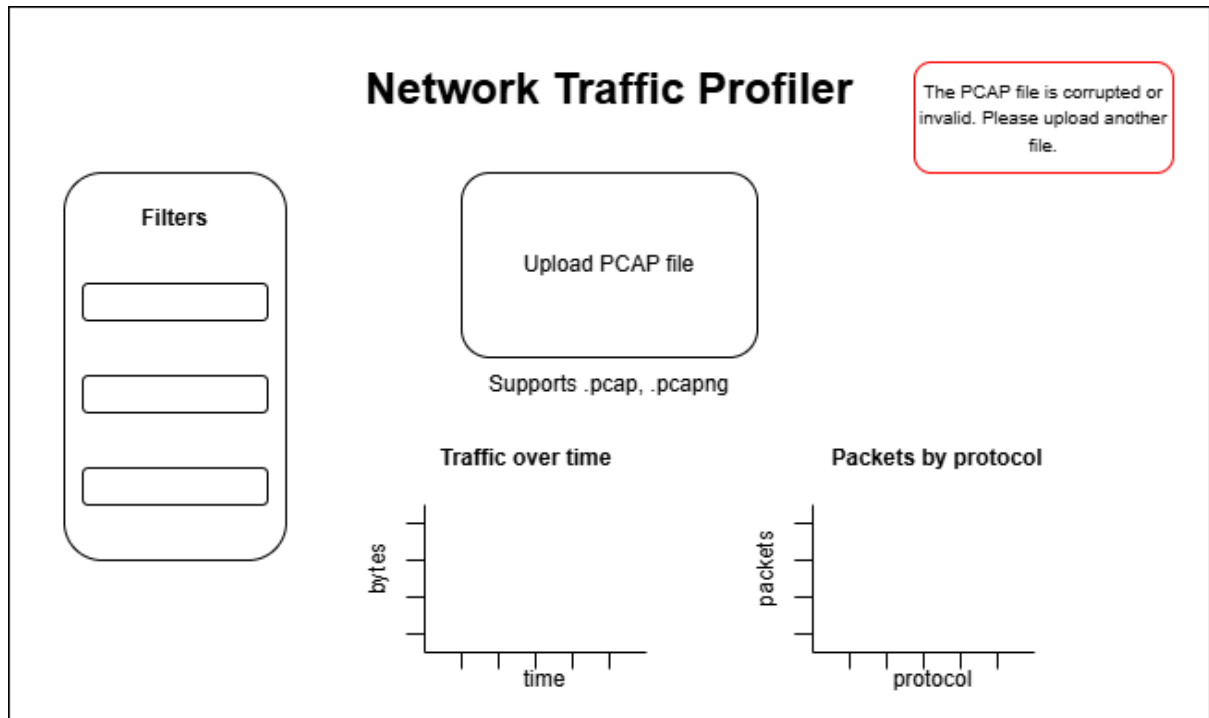 Network Traffic Profiler
The PCAP file is corrupted or
invalid. Please upload another
file.
Filters
Upload PCAP file
Supports .pcap, .pcapng
Traffic over time
bytes
time
Packets by protocol
packets
protocol